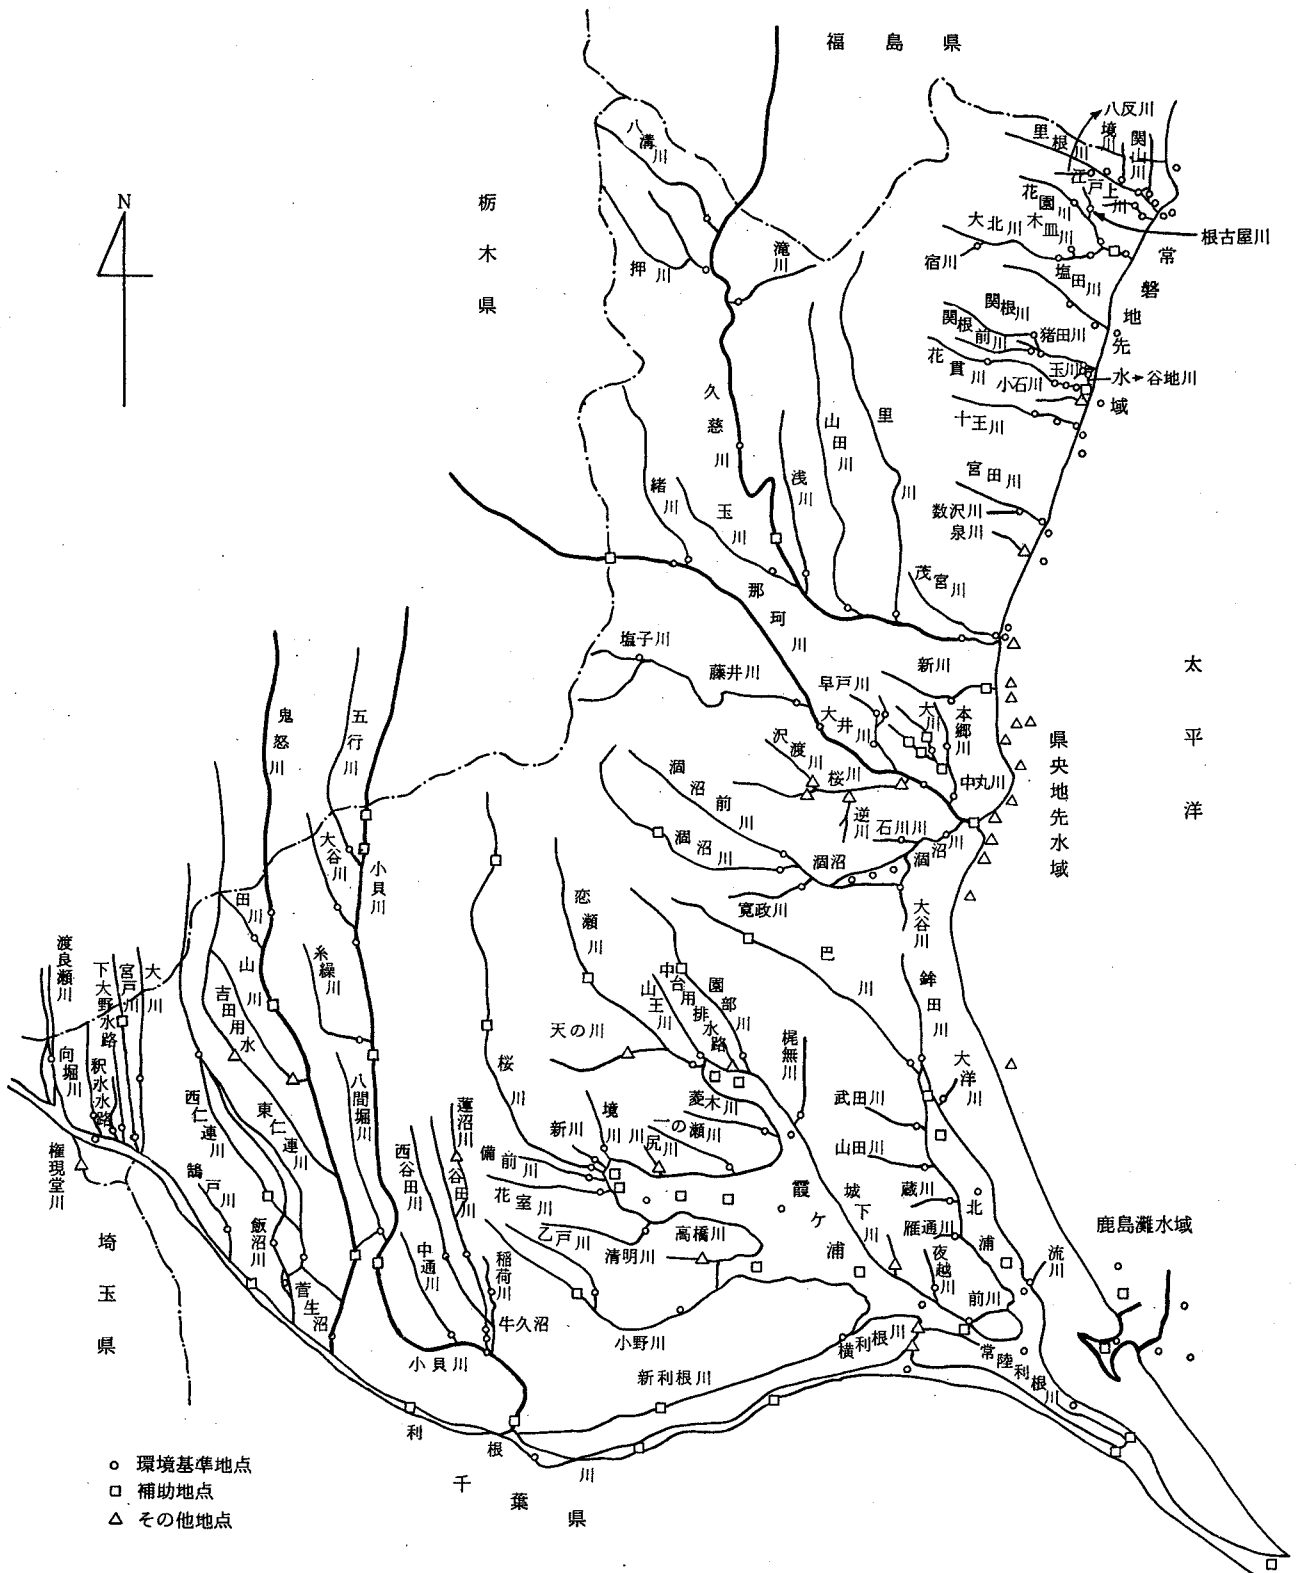 福島県
栃木県
N
八溝川
押川
滝川
久慈川
緒川
玉川
浅川
山田川
里川
茂宮川
八反川
里根川
境川
関山川
江戸上川
花園川
木皿川
根古屋川
大北川
宿川
塩田川
関根川
関根前川
猪田川
花貫川
小石川
玉川
谷地川
十王川
宮田川
数沢川
泉川
常磐地先水域
太平洋
那珂川
塩子川
藤井川
新川
早戸川
大井川
大川
本郷川
中丸川
沢渡川
桜川
逆川
石川川
涸沼前川
涸沼川
涸沼
涸沼川
寛政川
大谷川
県央地先水域
鬼怒川
五行川
大谷川
小貝川
田川
山川
吉田用水
糸繰川
八間堀川
渡良瀬川
下大野水路
宮戸川
大川
向堀川
釈水水路
権現堂川
西仁連川
東仁連川
鵠戸川
飯沼川
菅生沼
西谷田川
蓮沼川
谷田川
中通川
稲荷川
牛久沼
小貝川
恋瀬川
天の川
山王川
中台用排水路
園部川
梶無川
巴川
鉾田川
大洋川
武田川
山田川
蔵川
雁通川
北浦
夜越川
前川
流川
菱木川
一の瀬川
川尻川
境川
新川
桜川
備前川
花室川
乙戸川
清明川
高橋川
小野川
霞ケ浦
城下川
横利根川
新利根川
常陸利根川
鹿島灘水域
利根川
埼玉県
千葉県
○ 環境基準地点
□ 補助地点
△ その他地点